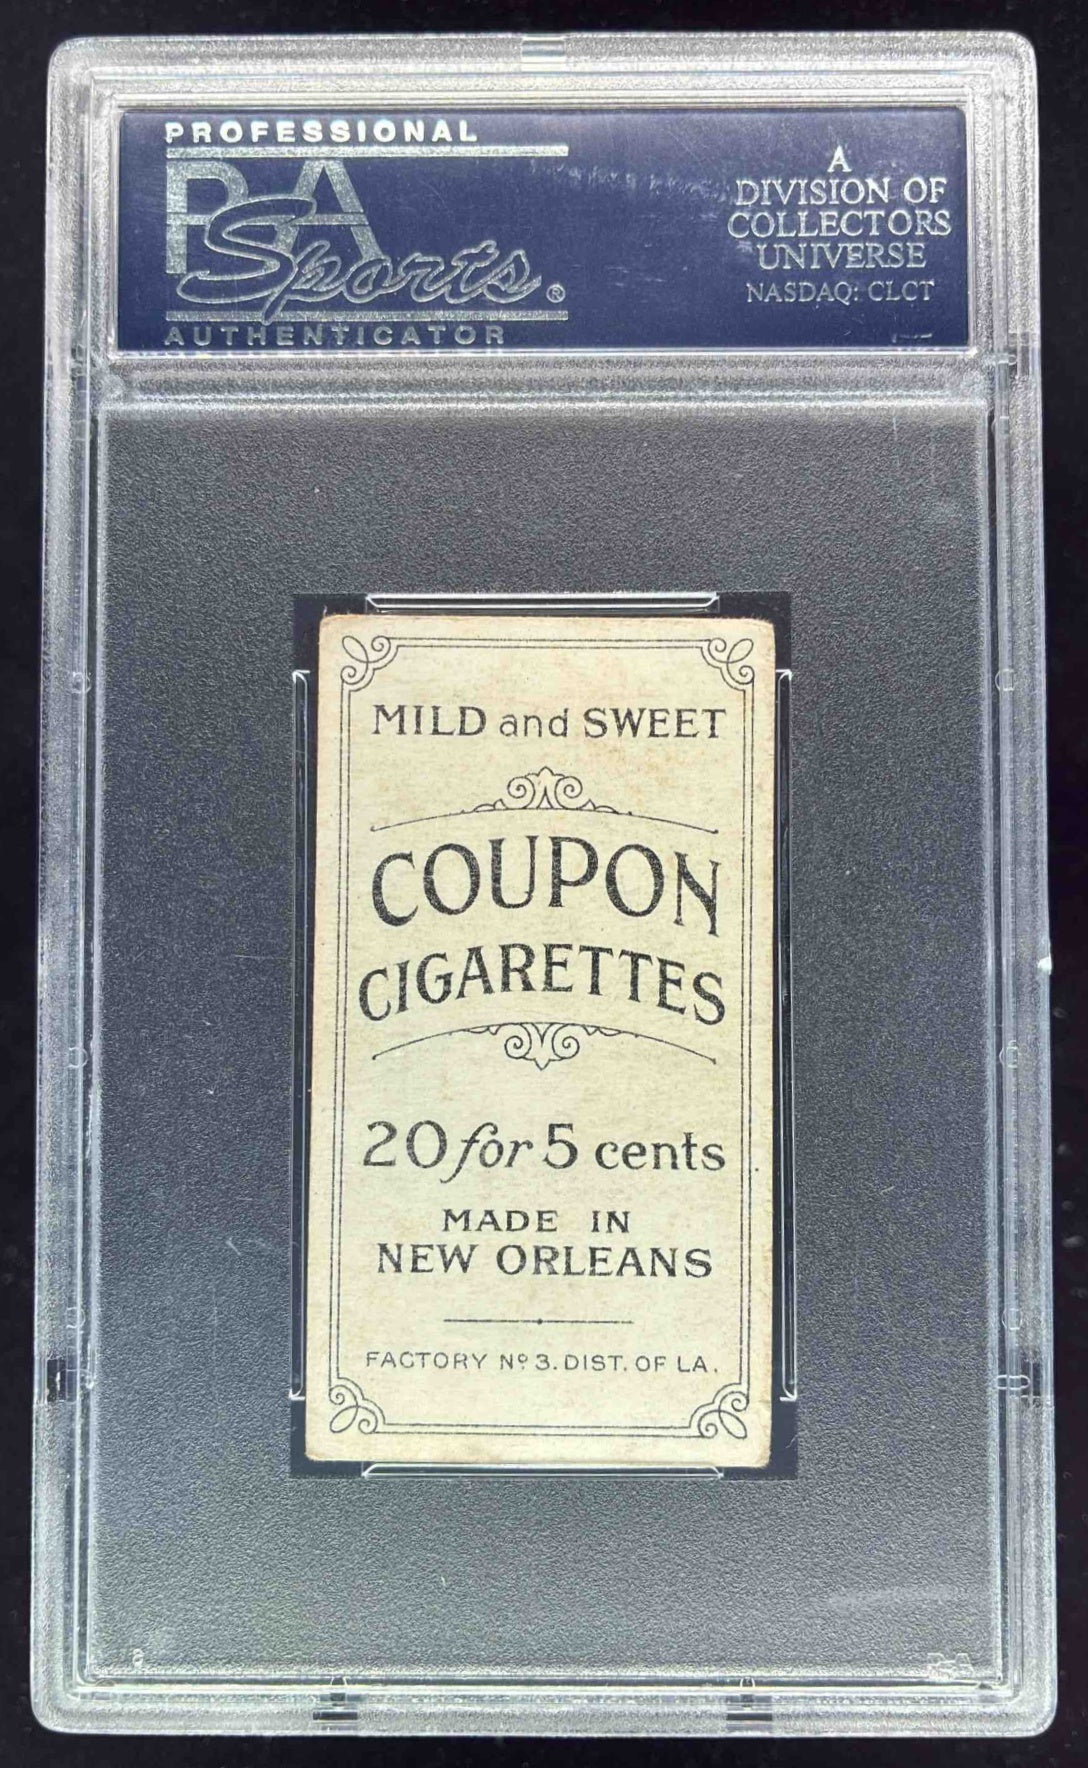 PROFESSIONAL
PSA
Sports®
AUTHENTICATOR
A
DIVISION OF
COLLECTORS
UNIVERSE
NASDAQ: CLCT
MILD and SWEET
COUPON
CIGARETTES
20 for 5 cents
MADE IN
NEW ORLEANS
FACTORY Nº 3. DIST. OF LA.
PSA